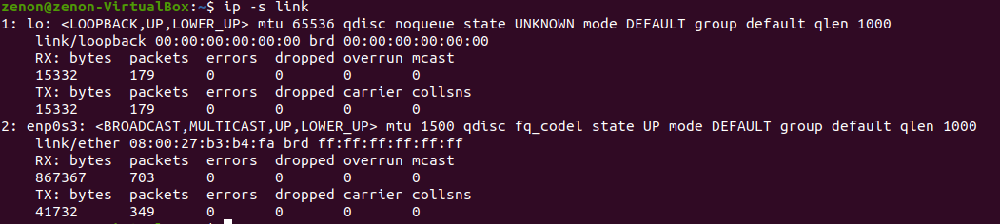 zenon@zenon-VirtualBox:~$ ip -s link
1: lo: <LOOPBACK,UP,LOWER_UP> mtu 65536 qdisc noqueue state UNKNOWN mode DEFAULT group default qlen 1000
    link/loopback 00:00:00:00:00:00 brd 00:00:00:00:00:00
    RX: bytes  packets  errors  dropped overrun mcast
    15332      179      0       0       0       0
    TX: bytes  packets  errors  dropped carrier collsns
    15332      179      0       0       0       0
2: enp0s3: <BROADCAST,MULTICAST,UP,LOWER_UP> mtu 1500 qdisc fq_codel state UP mode DEFAULT group default qlen 1000
    link/ether 08:00:27:b3:b4:fa brd ff:ff:ff:ff:ff:ff
    RX: bytes  packets  errors  dropped overrun mcast
    867367     703      0       0       0       0
    TX: bytes  packets  errors  dropped carrier collsns
    41732      349      0       0       0       0